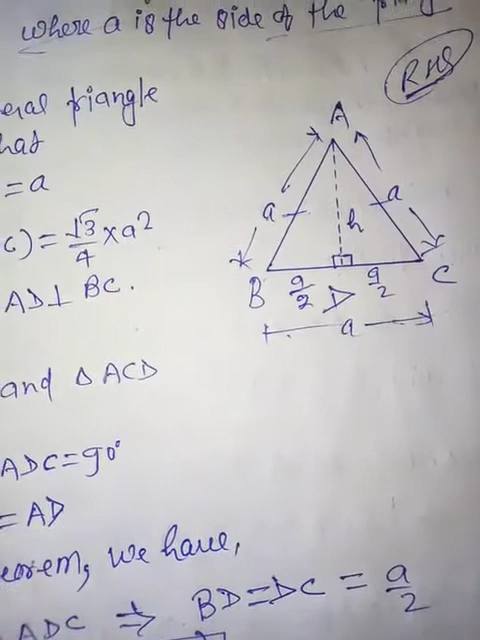 where a is the side of the
RHS
eral triangle
hat
= a
c) = √3/4 × a²
AD ⊥ BC.
A
a
a
h
B
a/2
D
a/2
C
a
and △ACD
ADC = 90°
= AD
eorem, we have,
ADC ⇒ BD = DC = a/2